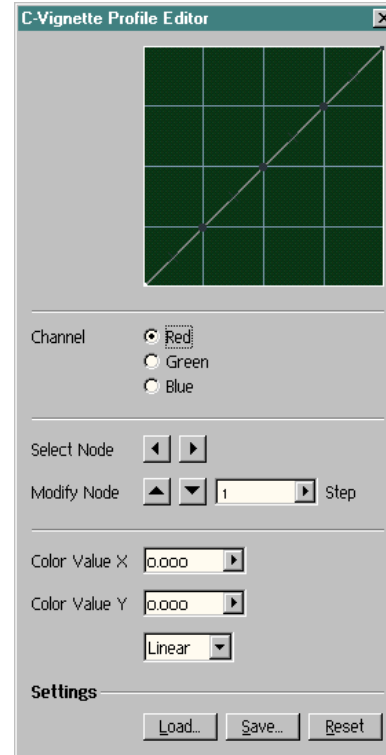 C-Vignette Profile Editor
Channel
Red
Green
Blue
Select Node
Modify Node 1 Step
Color Value X 0.000
Color Value Y 0.000
Linear
Settings
Load... Save... Reset